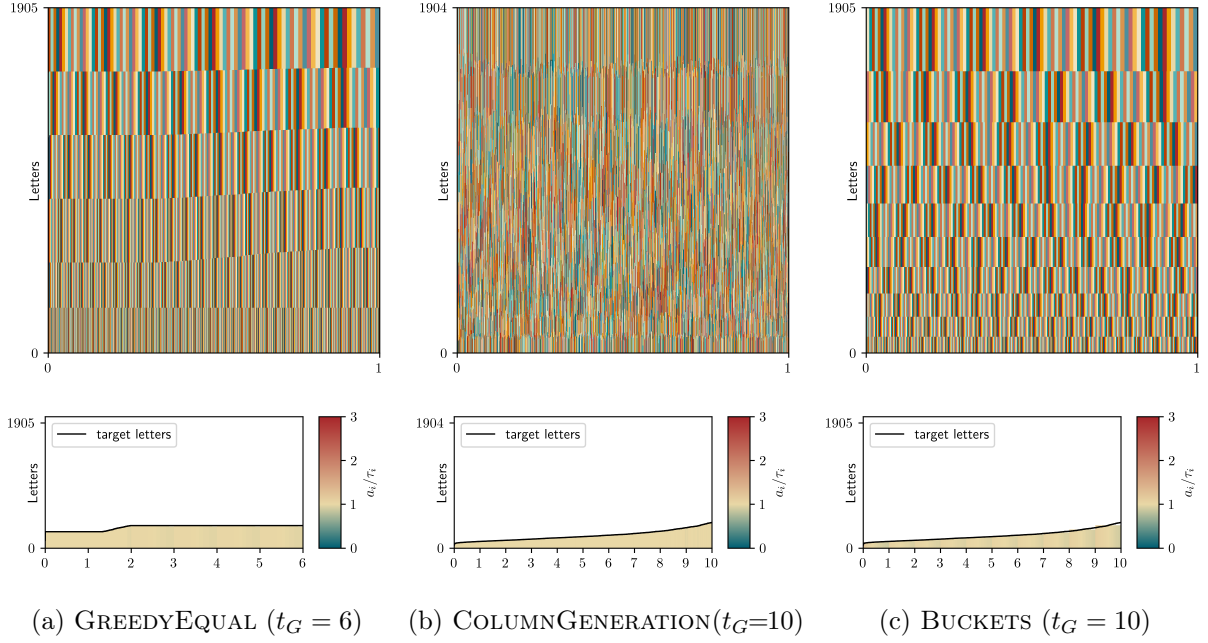 1905
Letters
0
0 1
1904
Letters
0
0 1
1905
Letters
0
0 1
1905
Letters
0
target letters
0 1 2 3 4 5 6
3
2
1
0
a_i/τ_i
1904
Letters
0
target letters
0 1 2 3 4 5 6 7 8 9 10
3
2
1
0
a_i/τ_i
1905
Letters
0
target letters
0 1 2 3 4 5 6 7 8 9 10
3
2
1
0
a_i/τ_i
(a) GREEDYEQUAL (t_G = 6)
(b) COLUMNGENERATION(t_G=10)
(c) BUCKETS (t_G = 10)